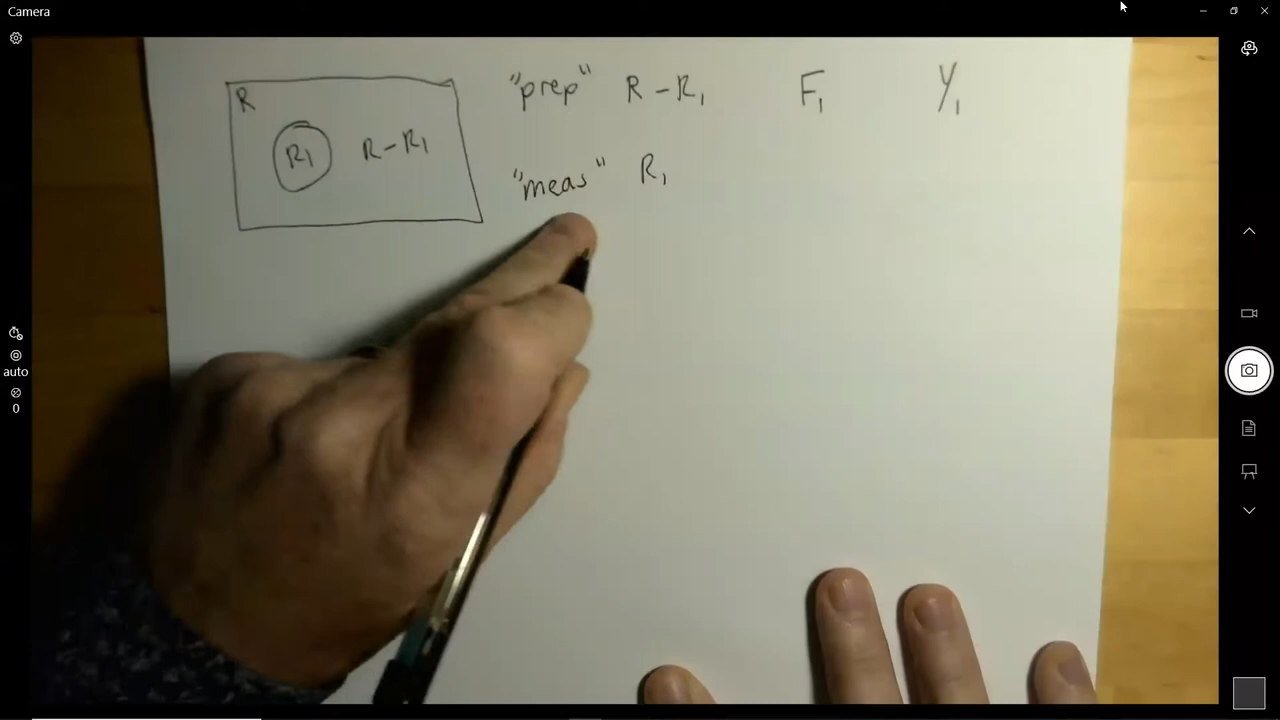 Camera
R
"prep" R - R₁ F₁ Y₁
R₁ R - R₁
"meas" R₁
auto
0